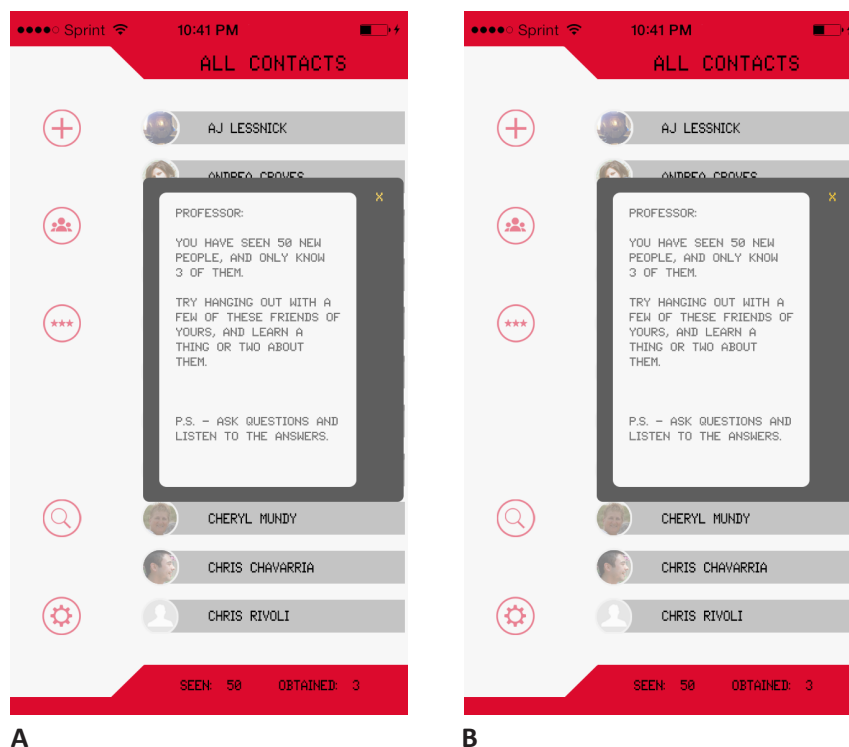 ●●●●○ Sprint 10:41 PM
ALL CONTACTS
AJ LESSNICK
ANDREA GROVES
PROFESSOR:
X
YOU HAVE SEEN 50 NEW
PEOPLE, AND ONLY KNOW
3 OF THEM.
TRY HANGING OUT WITH A
FEW OF THESE FRIENDS OF
YOURS, AND LEARN A
THING OR TWO ABOUT
THEM.
P.S. - ASK QUESTIONS AND
LISTEN TO THE ANSWERS.
CHERYL MUNDY
CHRIS CHAVARRIA
CHRIS RIVOLI
SEEN: 50 OBTAINED: 3
A
●●●●○ Sprint 10:41 PM
ALL CONTACTS
AJ LESSNICK
ANDREA GROVES
PROFESSOR:
X
YOU HAVE SEEN 50 NEW
PEOPLE, AND ONLY KNOW
3 OF THEM.
TRY HANGING OUT WITH A
FEW OF THESE FRIENDS OF
YOURS, AND LEARN A
THING OR TWO ABOUT
THEM.
P.S. - ASK QUESTIONS AND
LISTEN TO THE ANSWERS.
CHERYL MUNDY
CHRIS CHAVARRIA
CHRIS RIVOLI
SEEN: 50 OBTAINED: 3
B